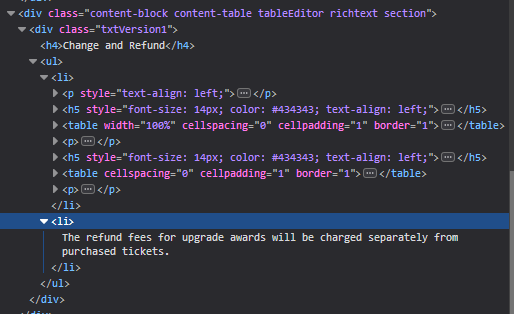 <div class="content-block content-table tableEditor richtext section">
<div class="txtVersion1">
<h4>Change and Refund</h4>
<ul>
<li>
<p style="text-align: left;"></p>
<h5 style="font-size: 14px; color: #434343; text-align: left;"></h5>
<table width="100%" cellspacing="0" cellpadding="1" border="1"></table>
<p></p>
<h5 style="font-size: 14px; color: #434343; text-align: left;"></h5>
<table cellspacing="0" cellpadding="1" border="1"></table>
<p></p>
</li>
<li>
The refund fees for upgrade awards will be charged separately from
purchased tickets.
</li>
</ul>
</div>